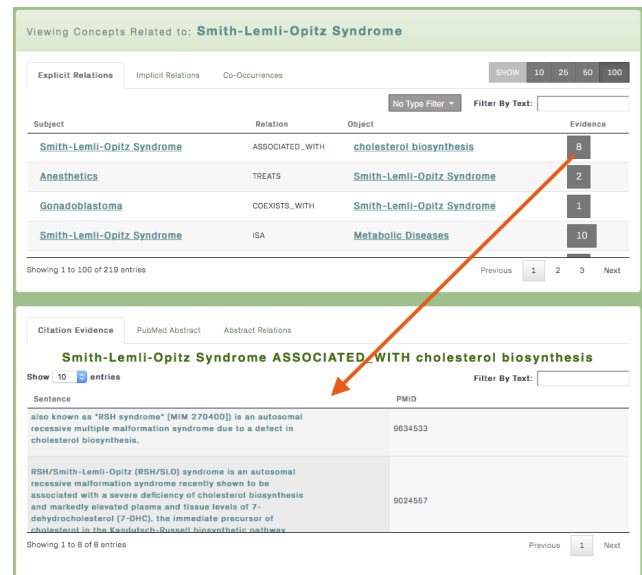 Viewing Concepts Related to: Smith-Lemli-Opitz Syndrome
Explicit Relations Implicit Relations Co-Occurrences SHOW 10 25 50 100
No Type Filter Filter By Text:
Subject Relation Object Evidence
Smith-Lemli-Opitz Syndrome ASSOCIATED_WITH cholesterol biosynthesis 8
Anesthetics TREATS Smith-Lemli-Opitz Syndrome 2
Gonadoblastoma COEXISTS_WITH Smith-Lemli-Opitz Syndrome 1
Smith-Lemli-Opitz Syndrome ISA Metabolic Diseases 10
Showing 1 to 100 of 219 entries Previous 1 2 3 Next
Citation Evidence PubMed Abstract Abstract Relations
Smith-Lemli-Opitz Syndrome ASSOCIATED_WITH cholesterol biosynthesis
Show 10 entries Filter By Text:
Sentence PMID
also known as "RSH syndrome" [MIM 270400]) is an autosomal
recessive multiple malformation syndrome due to a defect in
cholesterol biosynthesis.
9634533
RSH/Smith-Lemli-Opitz (RSH/SLO) syndrome is an autosomal
recessive malformation syndrome recently shown to be
associated with a severe deficiency of cholesterol biosynthesis
and markedly elevated plasma and tissue levels of 7-
dehydrocholesterol (7-DHC), the immediate precursor of
cholesterol in the Kandutsch-Russell biosynthetic pathway
9024557
Showing 1 to 8 of 8 entries Previous 1 Next